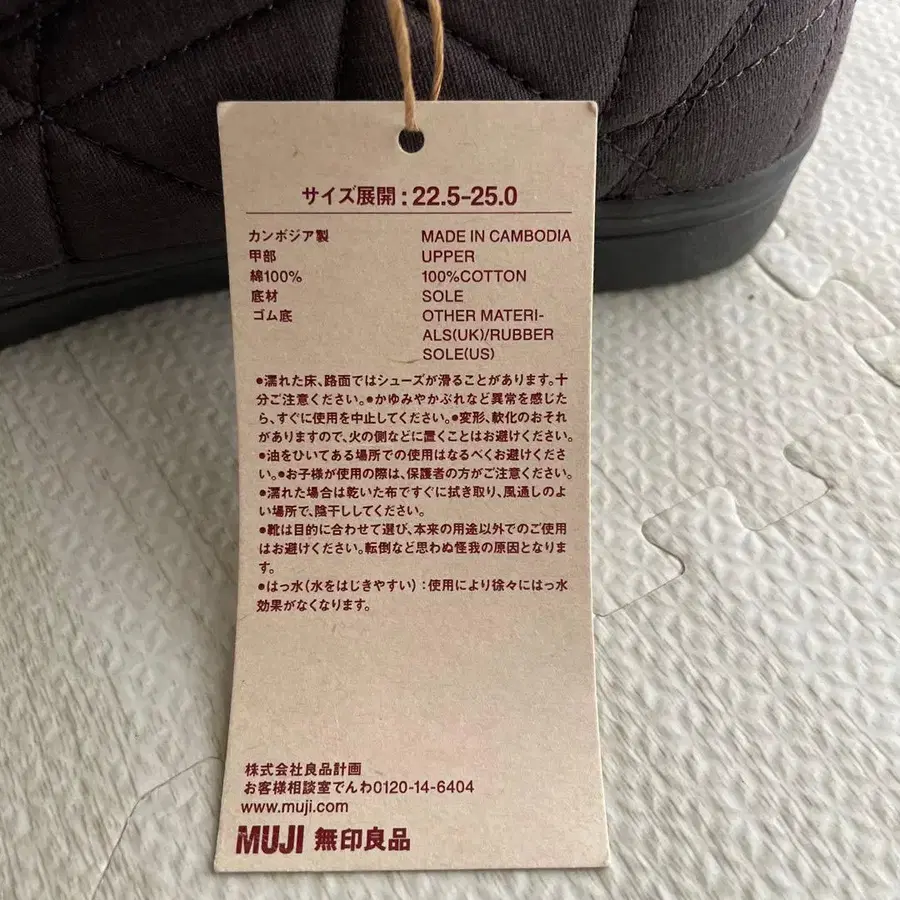 サイズ展開:22.5-25.0
カンボジア製 MADE IN CAMBODIA
甲部 UPPER
綿100% 100%COTTON
底材 SOLE
ゴム底 OTHER MATERI-
ALS(UK)/RUBBER
SOLE(US)
●濡れた床、路面ではシューズが滑ることがあります。十
分ご注意ください。●かゆみやかぶれなど異常を感じた
ら、すぐに使用を中止してください。●変形、軟化のおそれ
がありますので、火の側などに置くことはお避けください。
●油をひいてある場所での使用はなるべくお避けくださ
い。●お子様が使用の際は、保護者の方がご注意ください。
●濡れた場合は乾いた布ですぐに拭き取り、風通しのよ
い場所で、陰干ししてください。
●靴は目的に合わせて選び、本来の用途以外でのご使用
はお避けください。転倒など思わぬ怪我の原因となりま
す。
●はっ水(水をはじきやすい):使用により徐々にはっ水
効果がなくなります。
株式会社良品計画
お客様相談室でんわ0120-14-6404
www.muji.com
MUJI 無印良品